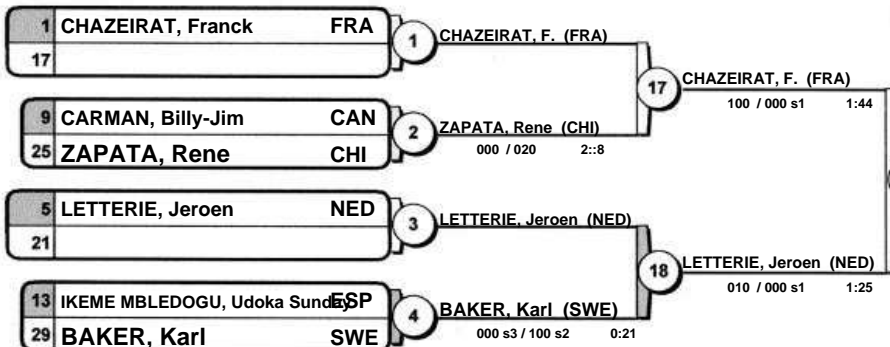 1 CHAZEIRAT, Franck FRA
17
1
CHAZEIRAT, F. (FRA)
9 CARMAN, Billy-Jim CAN
25 ZAPATA, Rene CHI
2
ZAPATA, Rene (CHI)
000 / 020 2::8
17
CHAZEIRAT, F. (FRA)
100 / 000 s1 1:44
5 LETTERIE, Jeroen NED
21
3
LETTERIE, Jeroen (NED)
13 IKEME MBLEDOGU, Udoka Sunday ESP
29 BAKER, Karl SWE
4
BAKER, Karl (SWE)
000 s3 / 100 s2 0:21
18
LETTERIE, Jeroen (NED)
010 / 000 s1 1:25